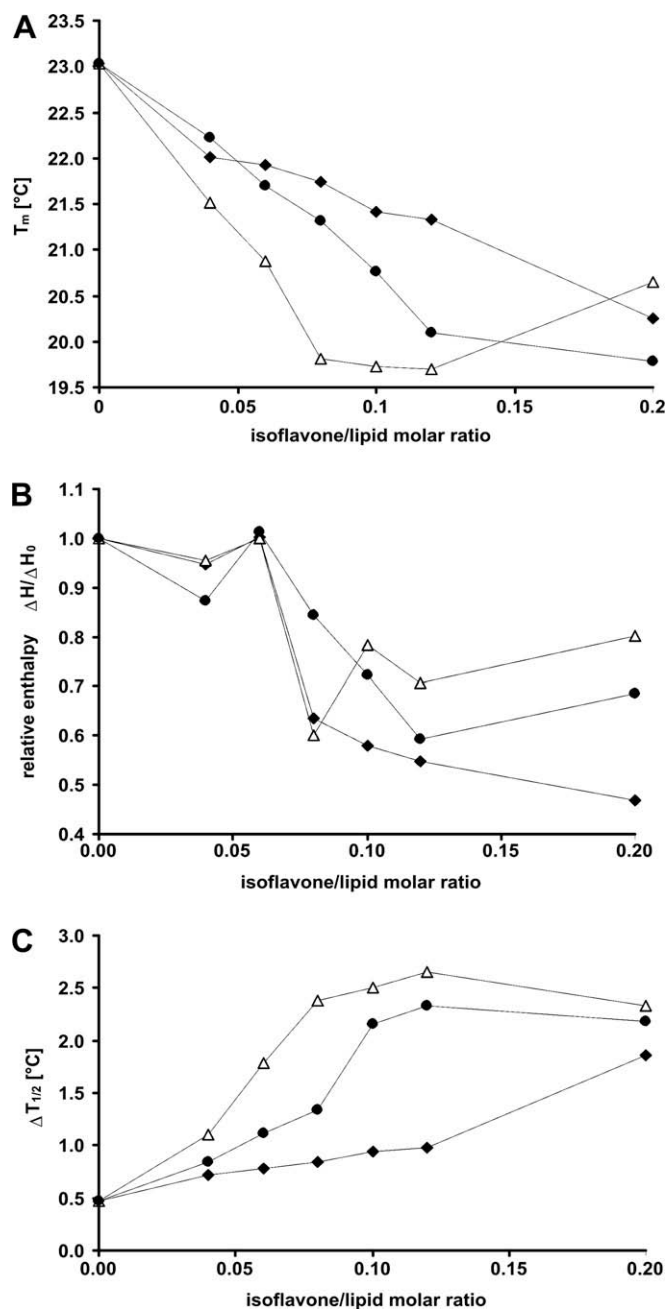 A
23.5
23.0
22.5
22.0
21.5
21.0
20.5
20.0
19.5
Tm [°C]
0 0.05 0.1 0.15 0.2
isoflavone/lipid molar ratio
B
1.1
1.0
0.9
0.8
0.7
0.6
0.5
0.4
relative enthalpy ΔH/ΔH0
0.00 0.05 0.10 0.15 0.20
isoflavone/lipid molar ratio
C
3.0
2.5
2.0
1.5
1.0
0.5
0.0
ΔT1/2 [°C]
0.00 0.05 0.10 0.15 0.20
isoflavone/lipid molar ratio